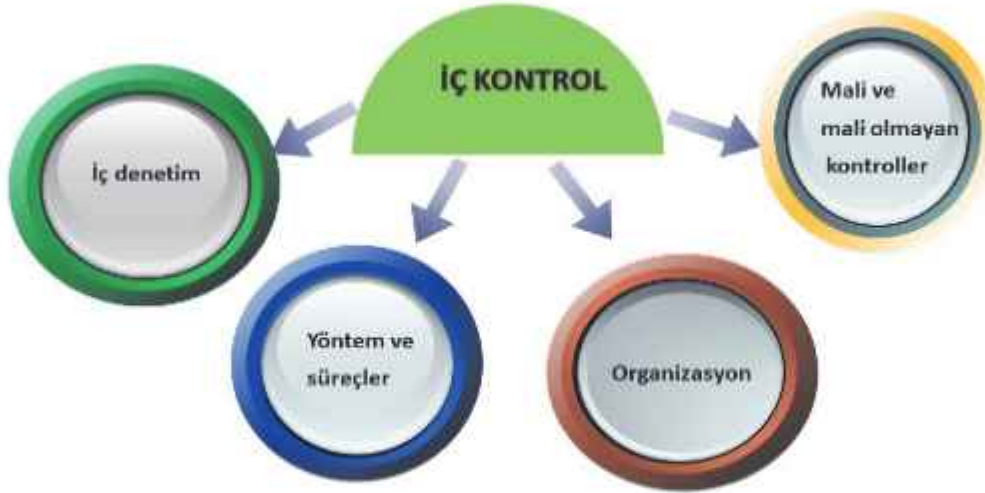 İÇ KONTROL
İç denetim
Yöntem ve
süreçler
Organizasyon
Mali ve
mali olmayan
kontroller